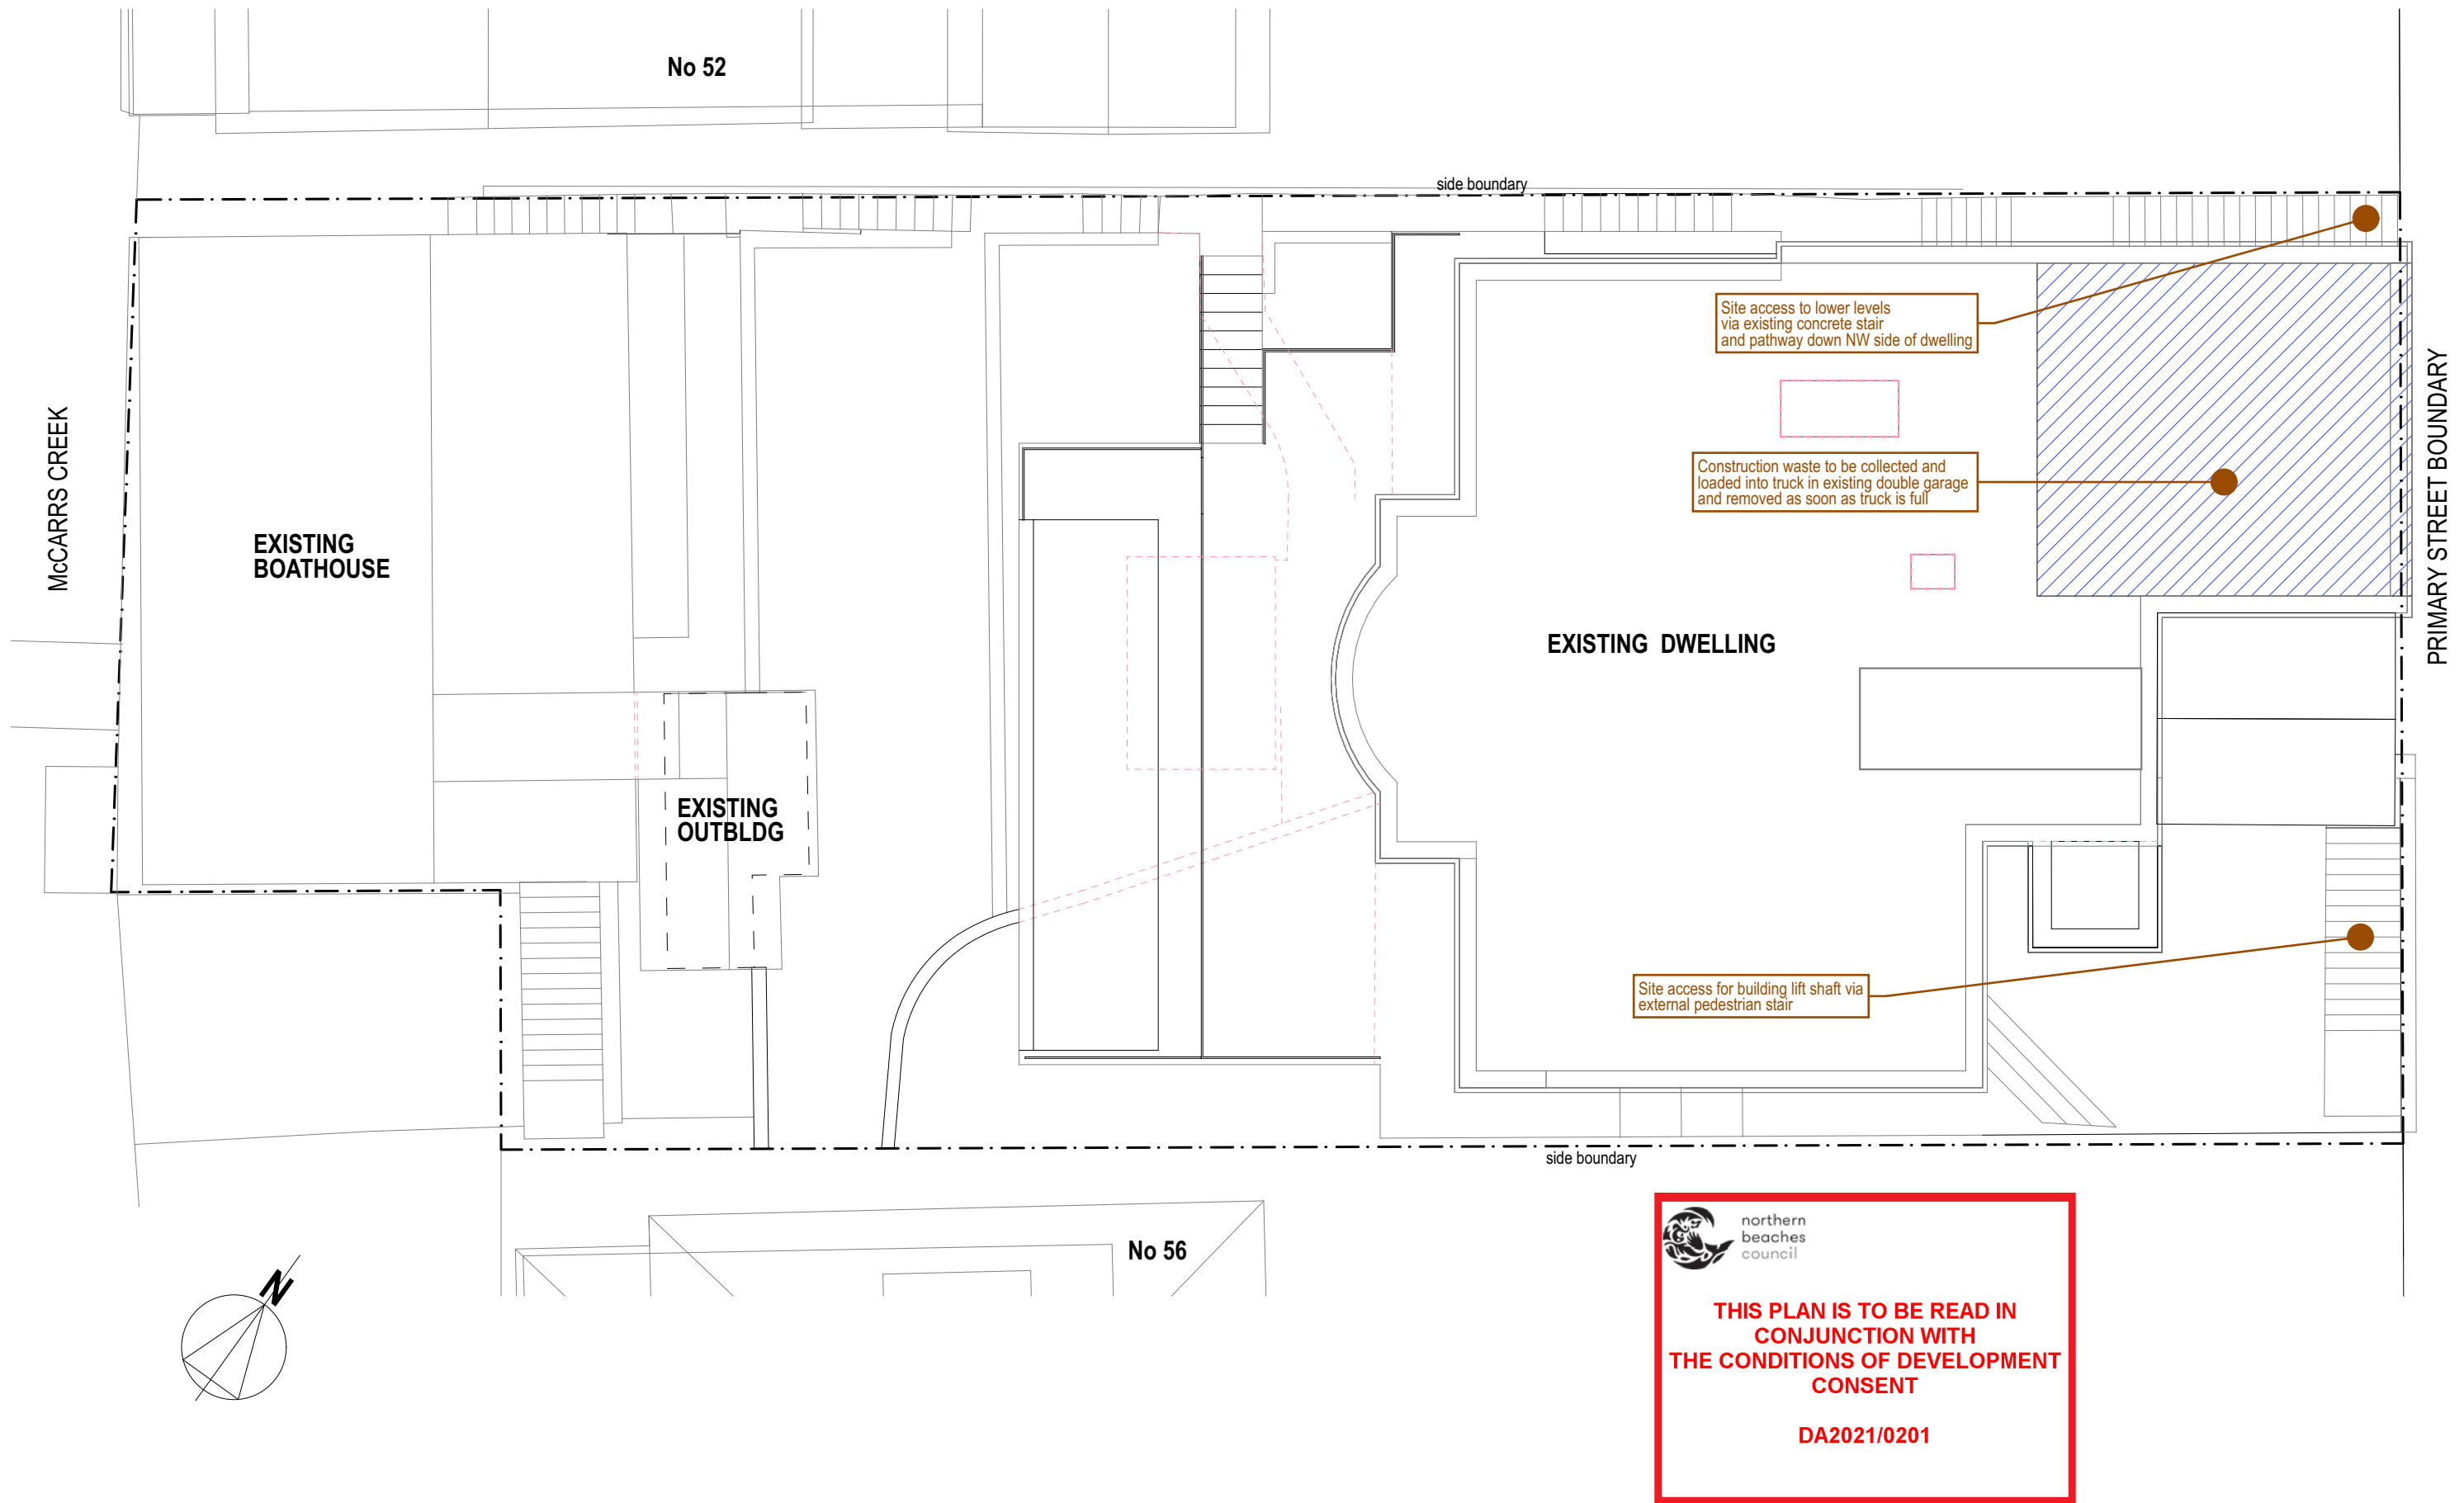 No 52
side boundary
Site access to lower levels
via existing concrete stair
and pathway down NW side of dwelling
McCARRS CREEK
PRIMARY STREET BOUNDARY
Construction waste to be collected and
loaded into truck in existing double garage
and removed as soon as truck is full
EXISTING
BOATHOUSE
EXISTING DWELLING
EXISTING
OUTBLDG
Site access for building lift shaft via
external pedestrian stair
side boundary
No 56
N
northern
beaches
council
THIS PLAN IS TO BE READ IN
CONJUNCTION WITH
THE CONDITIONS OF DEVELOPMENT
CONSENT
DA2021/0201